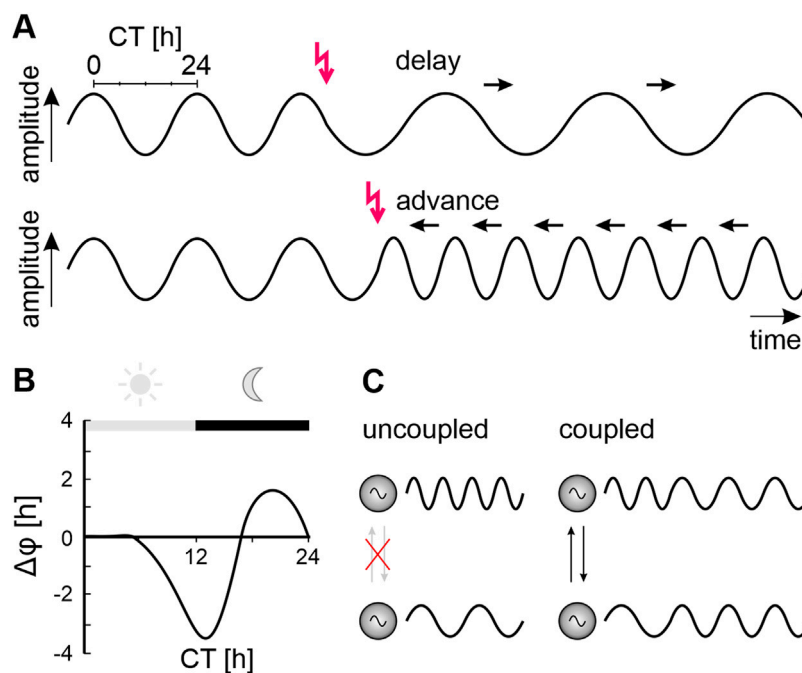 A
CT [h]
0 24
delay
amplitude
advance
amplitude
time
B
4
2
0
12 24
-2
-4
Δφ [h]
CT [h]
C
uncoupled coupled